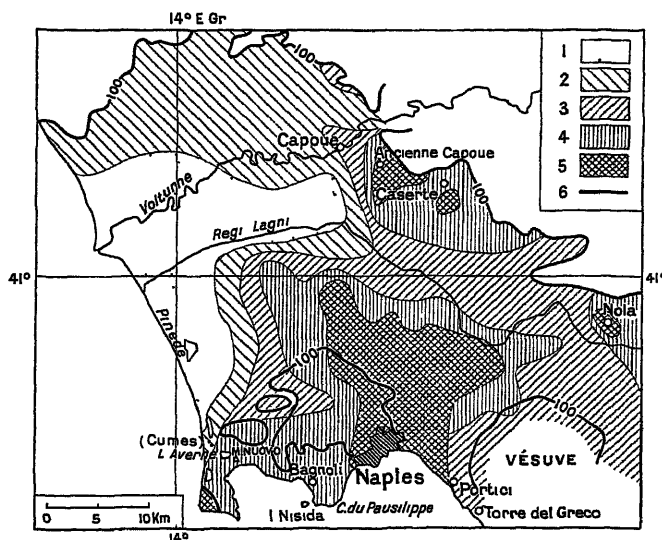 14° E Gr
100
100
1
2
3
4
5
6
Capoue
Ancienne Capoue
Caserte
100
Volturne
Regi Lagni
41°
41°
Pinède
Nola
100
100
(Cumes)
L. Averne
M. NUOVO
Bagnoli
Naples
VÉSUVE
Portici
I Nisida
C. du Pausilippe
Torre del Greco
0 5 10Km
14°